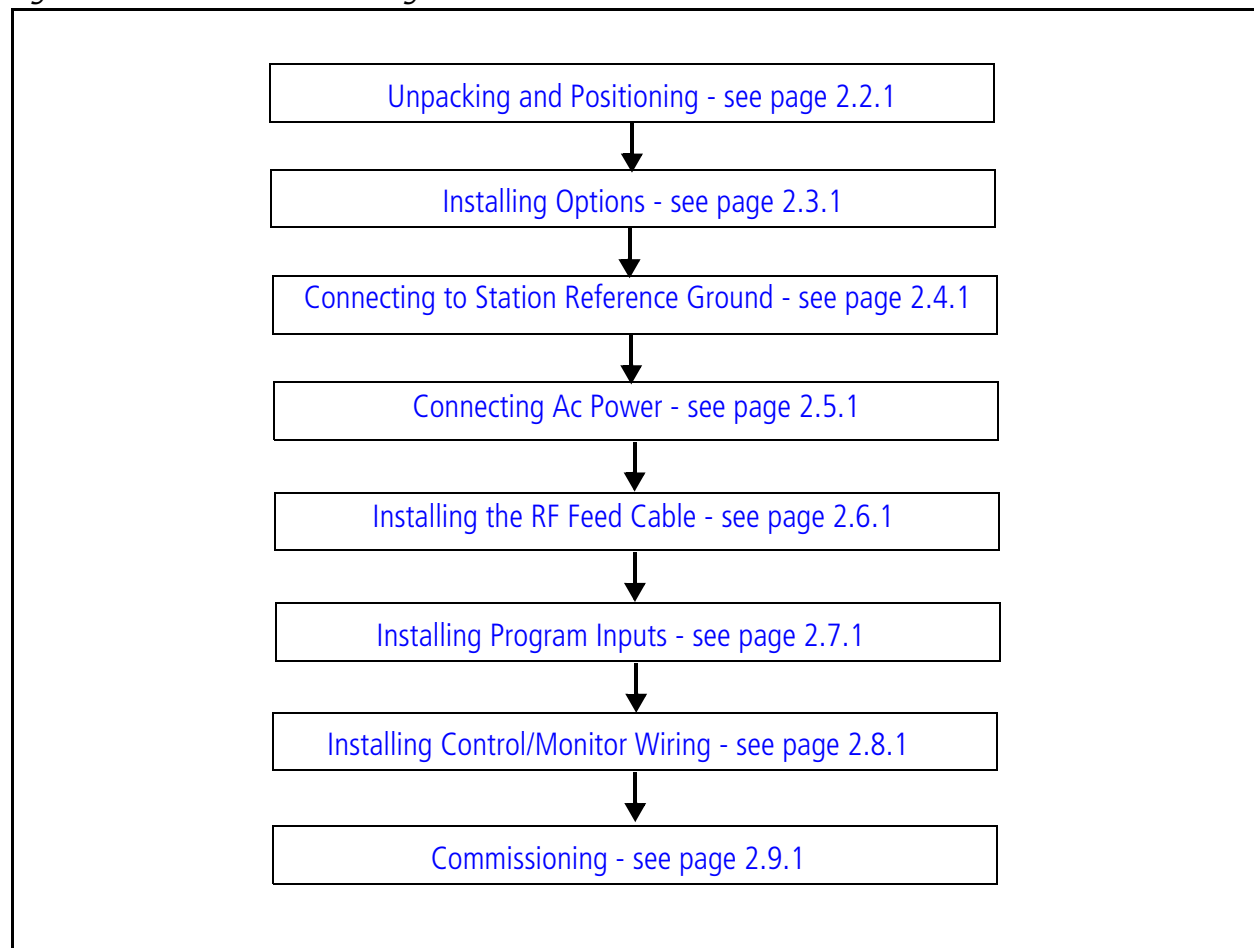 Unpacking and Positioning - see page 2.2.1
Installing Options - see page 2.3.1
Connecting to Station Reference Ground - see page 2.4.1
Connecting Ac Power - see page 2.5.1
Installing the RF Feed Cable - see page 2.6.1
Installing Program Inputs - see page 2.7.1
Installing Control/Monitor Wiring - see page 2.8.1
Commissioning - see page 2.9.1